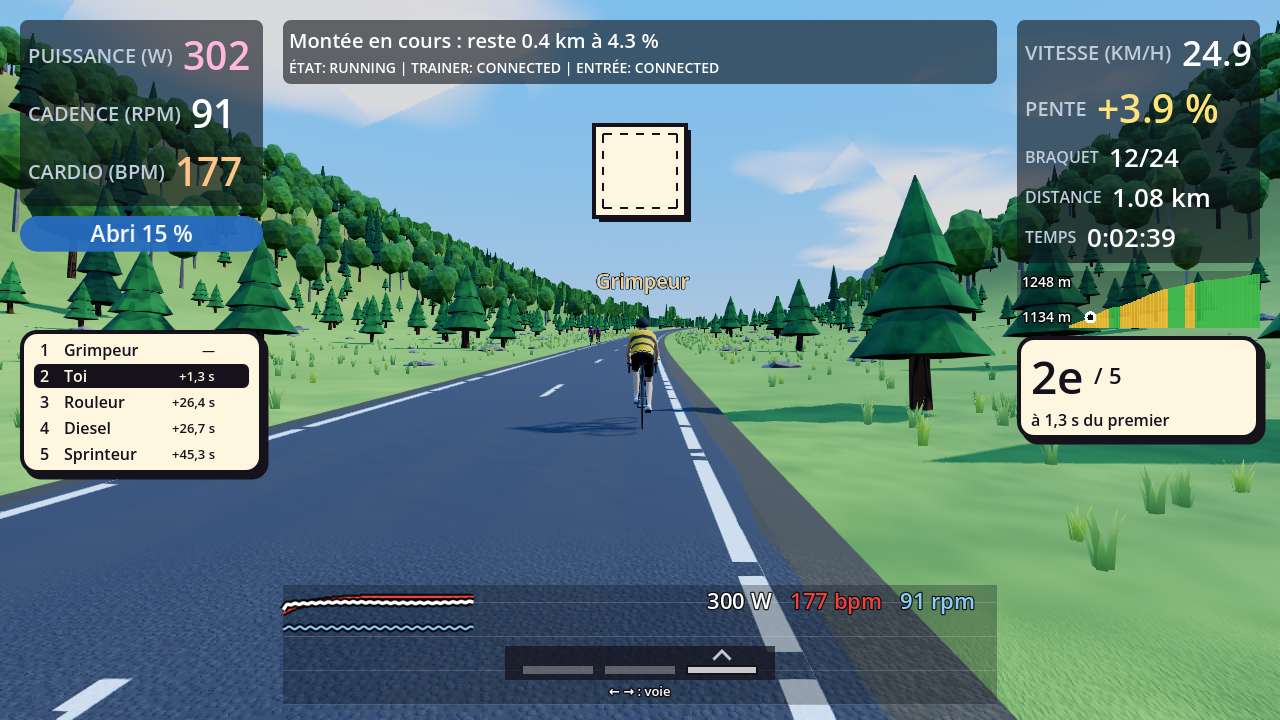 PUISSANCE (W) 302
CADENCE (RPM) 91
CARDIO (BPM) 177
Abri 15 %
Montée en cours : reste 0.4 km à 4.3 %
ÉTAT: RUNNING | TRAINER: CONNECTED | ENTRÉE: CONNECTED
VITESSE (KM/H) 24.9
PENTE +3.9 %
BRAQUET 12/24
DISTANCE 1.08 km
TEMPS 0:02:39
1248 m
1134 m
Grimpeur
1 Grimpeur —
2 Toi +1,3 s
3 Rouleur +26,4 s
4 Diesel +26,7 s
5 Sprinteur +45,3 s
2e / 5
à 1,3 s du premier
300 W 177 bpm 91 rpm
← → : voie